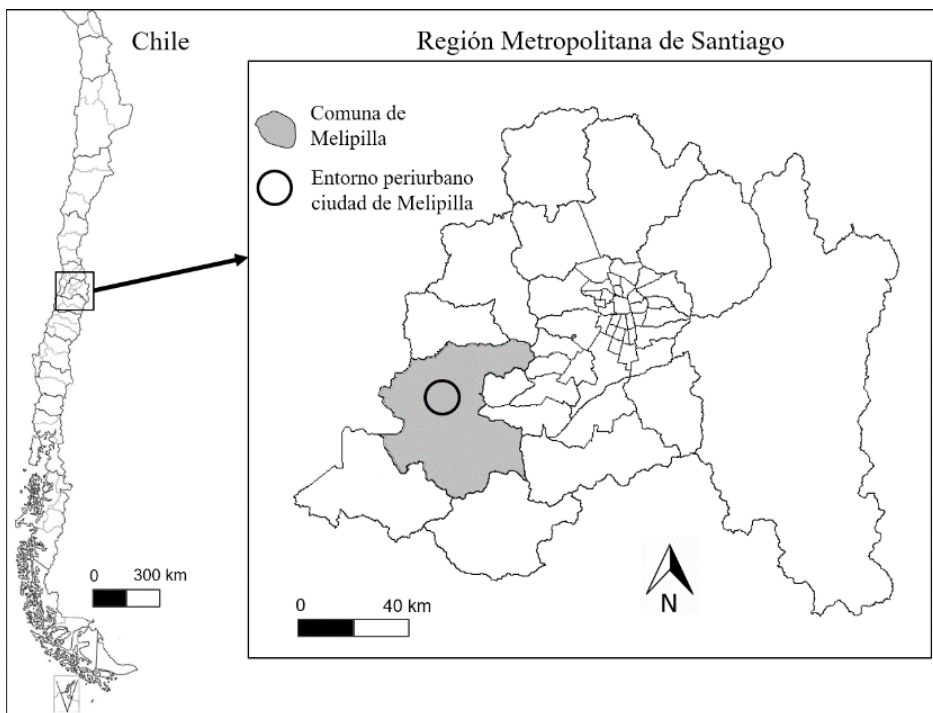 Chile
Región Metropolitana de Santiago
Comuna de
Melipilla
Entorno periurbano
ciudad de Melipilla
0 300 km
0 40 km
N